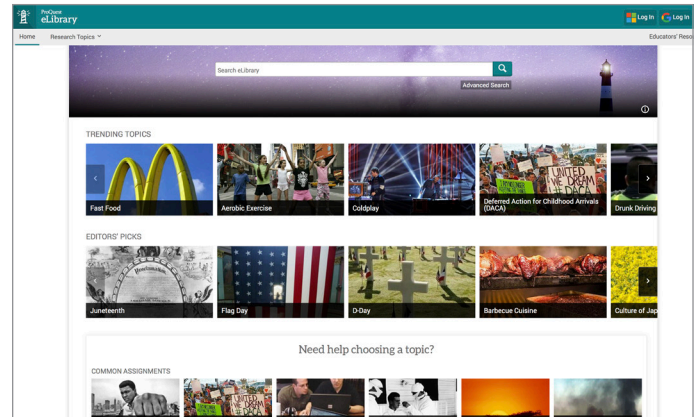 ProQuest
eLibrary
Log In
Log In
Home
Research Topics
Educators' Reso
Search eLibrary
Advanced Search
TRENDING TOPICS
Fast Food
Aerobic Exercise
Coldplay
Deferred Action for Childhood Arrivals
(DACA)
Drunk Driving
EDITORS' PICKS
Juneteenth
Flag Day
D-Day
Barbecue Cuisine
Culture of Jap
Need help choosing a topic?
COMMON ASSIGNMENTS